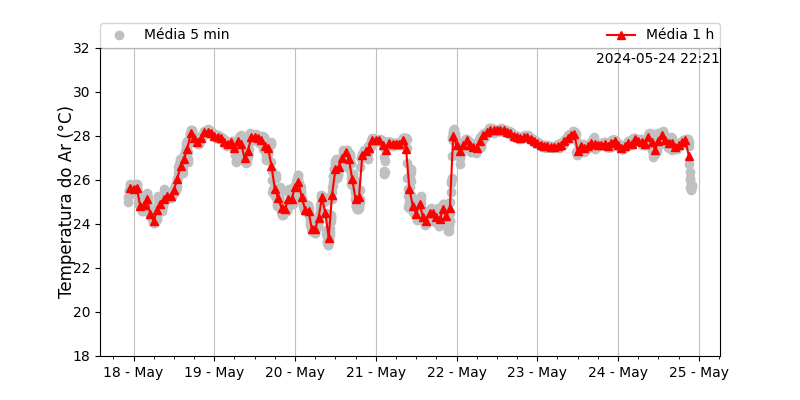 Média 5 min
Média 1 h
2024-05-24 22:21
Temperatura do Ar (°C)
32
30
28
26
24
22
20
18
18 - May
19 - May
20 - May
21 - May
22 - May
23 - May
24 - May
25 - May